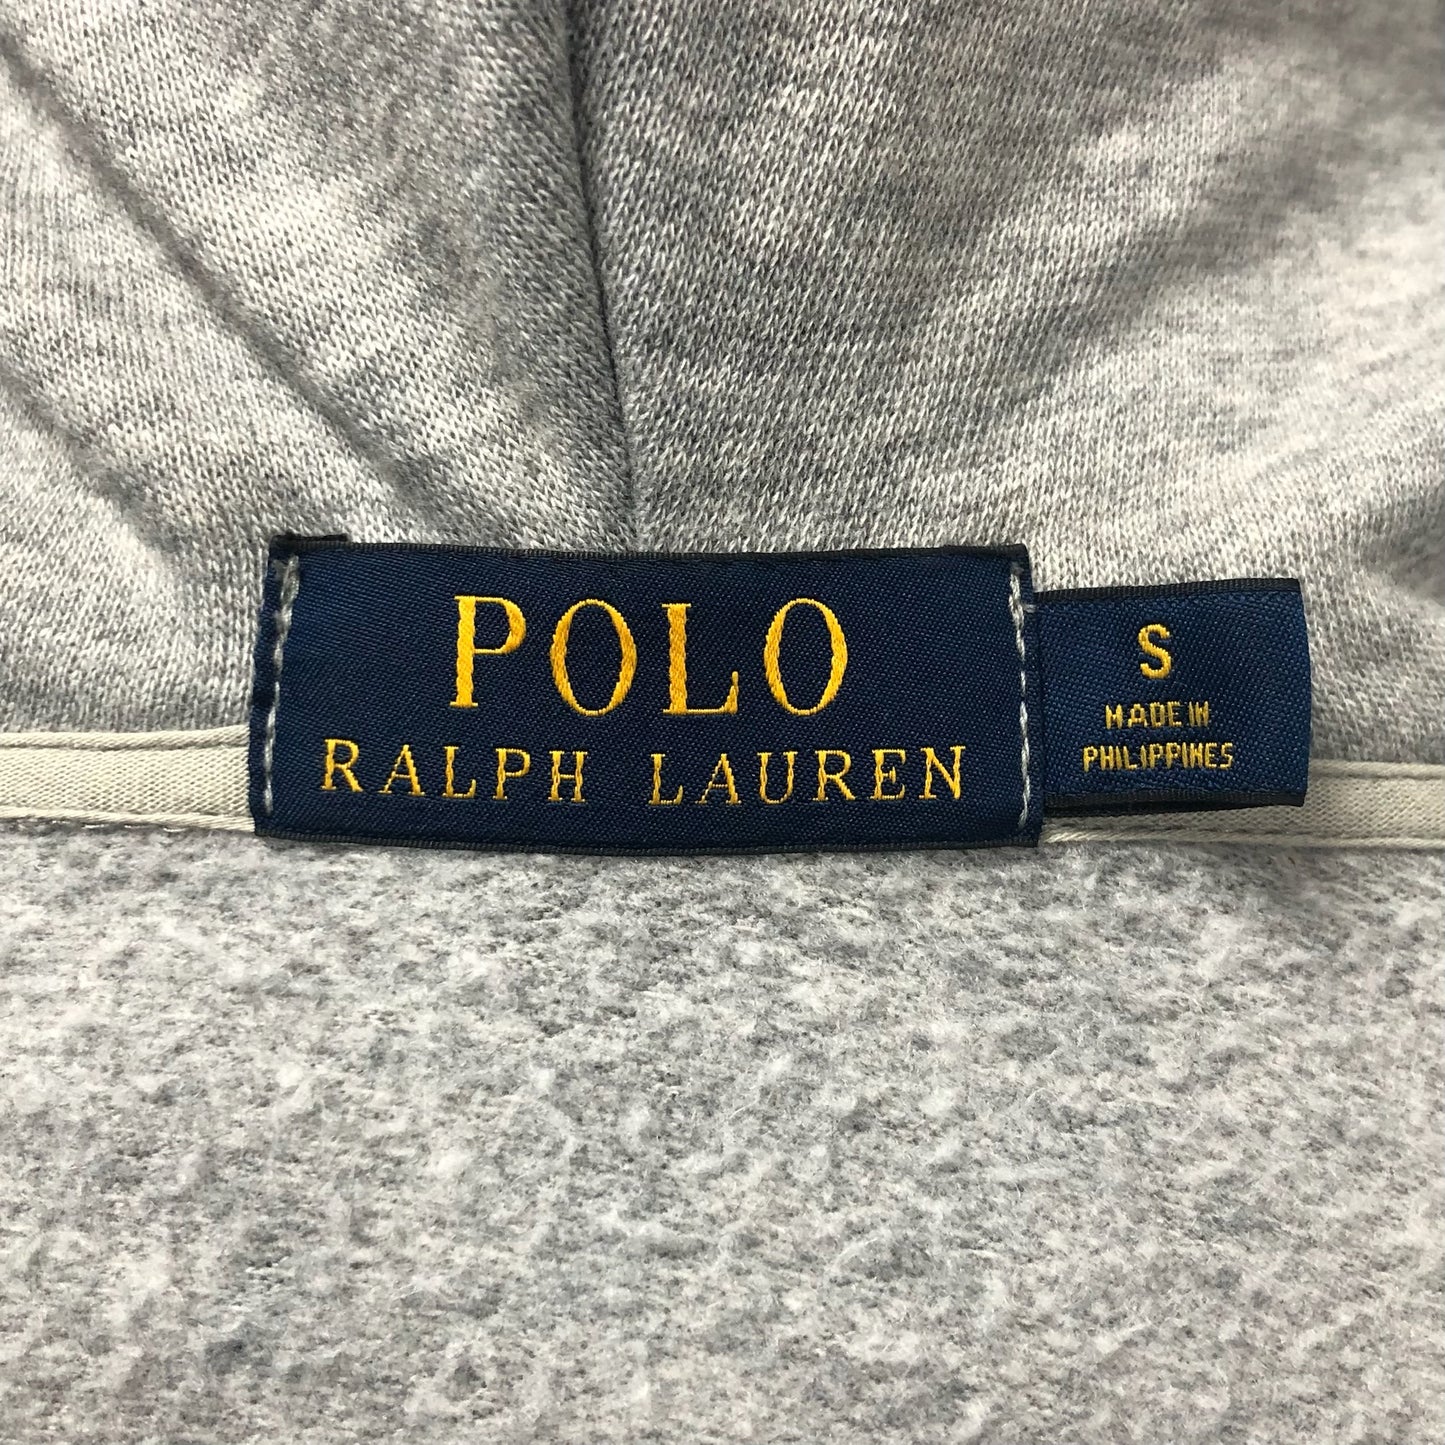 POLO
RALPH LAUREN
S
MADE IN
PHILIPPINES